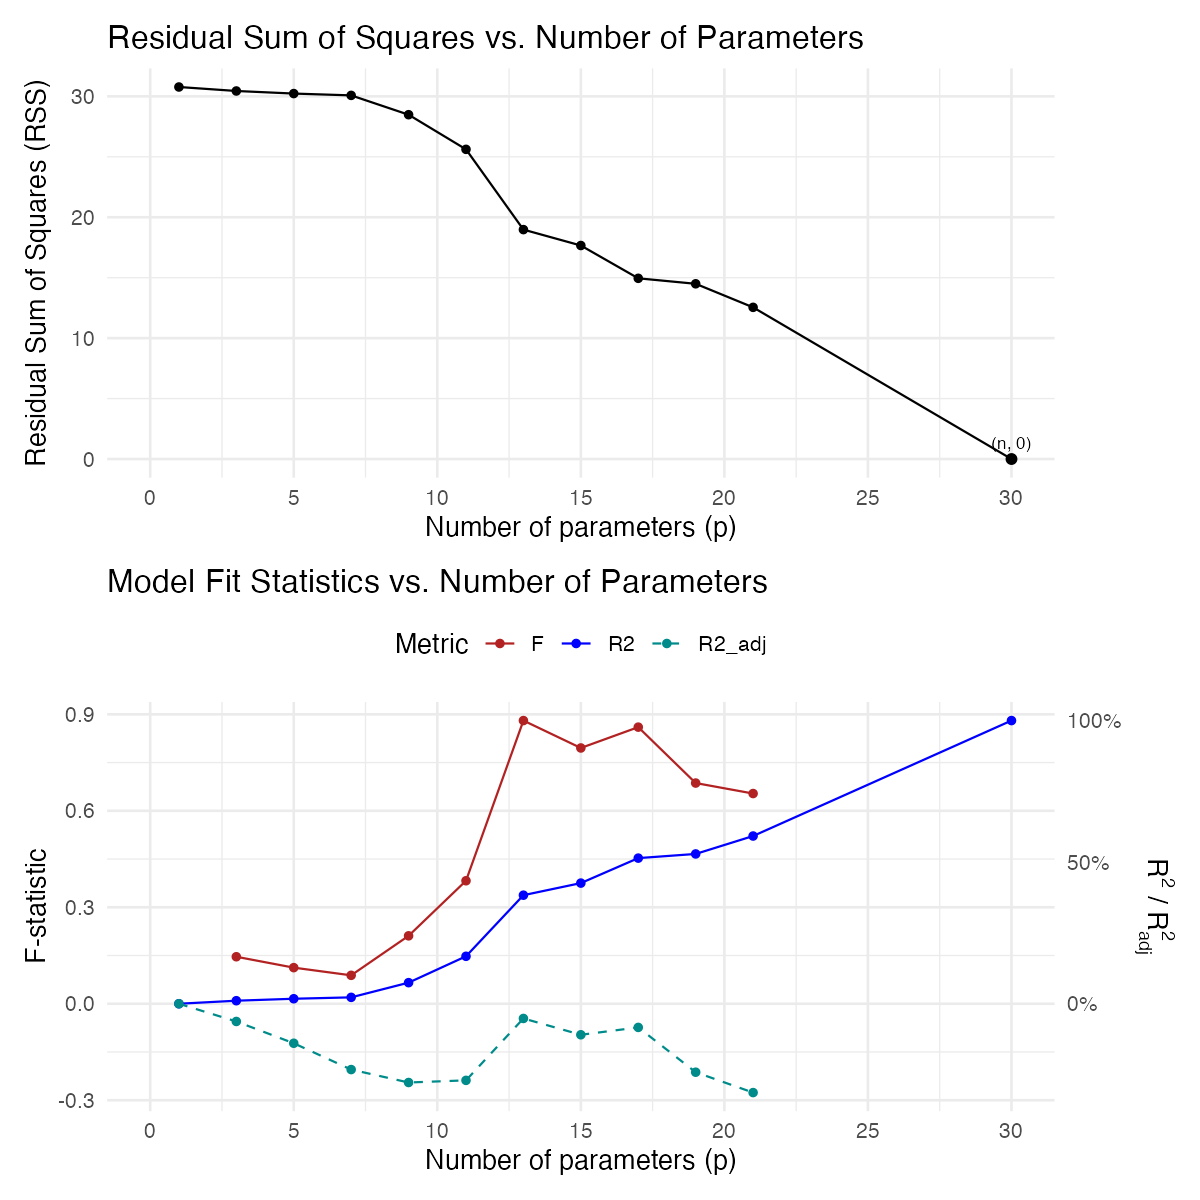 Residual Sum of Squares vs. Number of Parameters
Residual Sum of Squares (RSS)
30
20
10
0
(n, 0)
0 5 10 15 20 25 30
Number of parameters (p)
Model Fit Statistics vs. Number of Parameters
Metric F R2 R2_adj
F-statistic
0.9
0.6
0.3
0.0
-0.3
100%
50%
0%
R² / R²adj
0 5 10 15 20 25 30
Number of parameters (p)